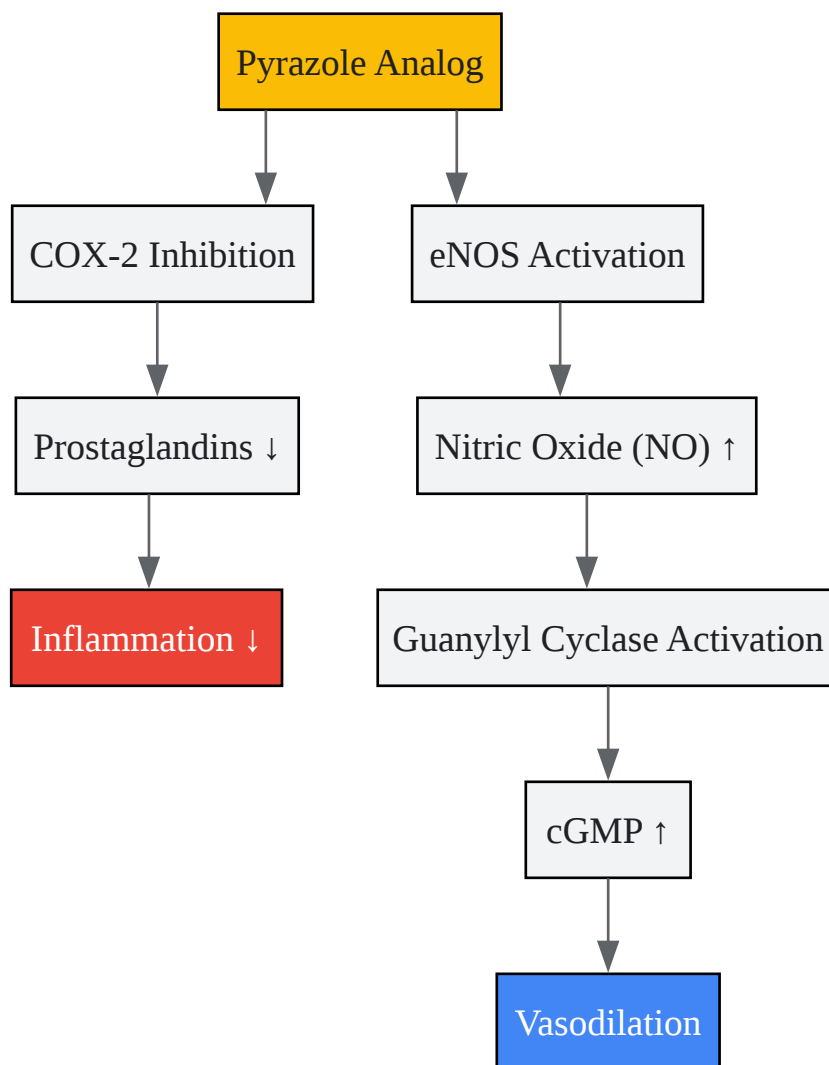 Pyrazole Analog
COX-2 Inhibition
eNOS Activation
Prostaglandins ↓
Nitric Oxide (NO) ↑
Inflammation ↓
Guanylyl Cyclase Activation
cGMP ↑
Vasodilation